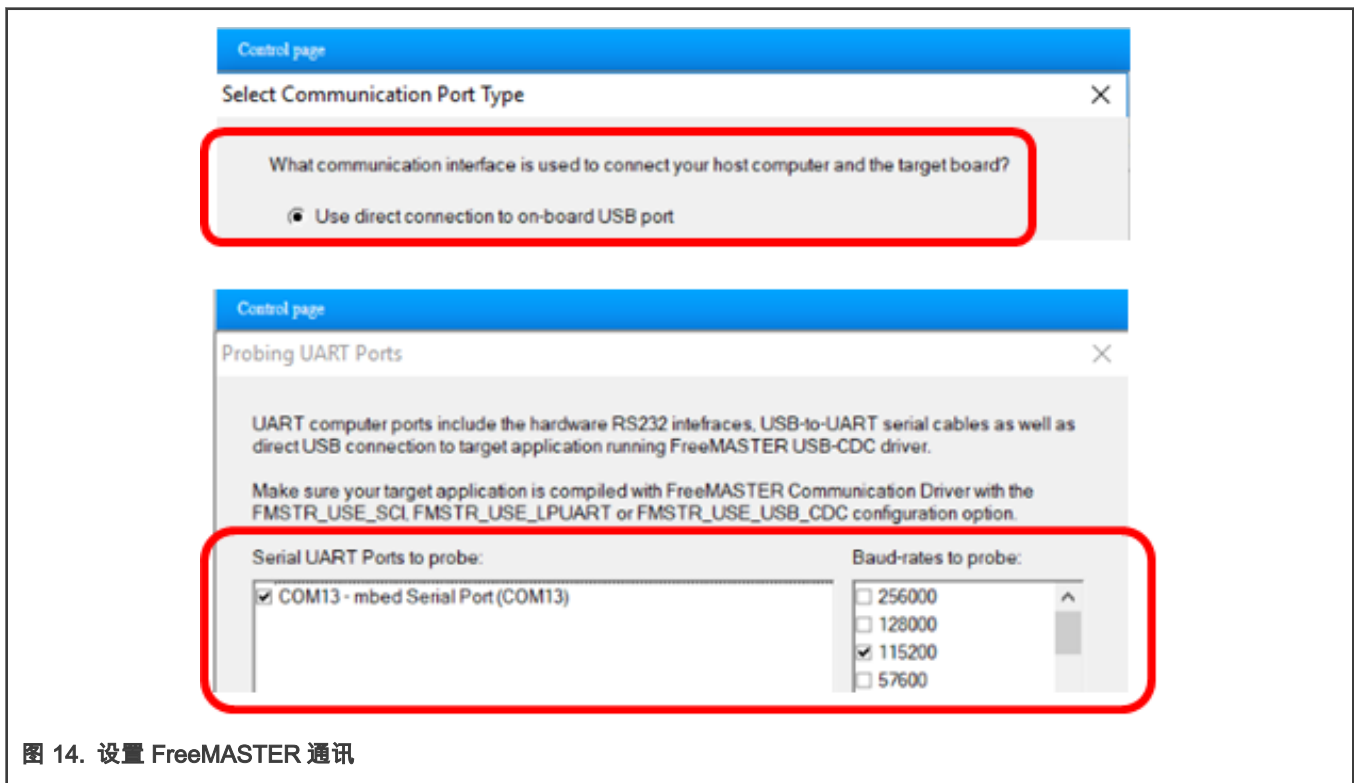 Control page
Select Communication Port Type
What communication interface is used to connect your host computer and the target board?
Use direct connection to on-board USB port
Control page
Probing UART Ports
UART computer ports include the hardware RS232 intefraces, USB-to-UART serial cables as well as
direct USB connection to target application running FreeMASTER USB-CDC driver.
Make sure your target application is compiled with FreeMASTER Communication Driver with the
FMSTR_USE_SCI, FMSTR_USE_LPUART or FMSTR_USE_USB_CDC configuration option.
Serial UART Ports to probe:
Baud-rates to probe:
COM13 - mbed Serial Port (COM13)
256000
128000
115200
57600
图 14. 设置 FreeMASTER 通讯